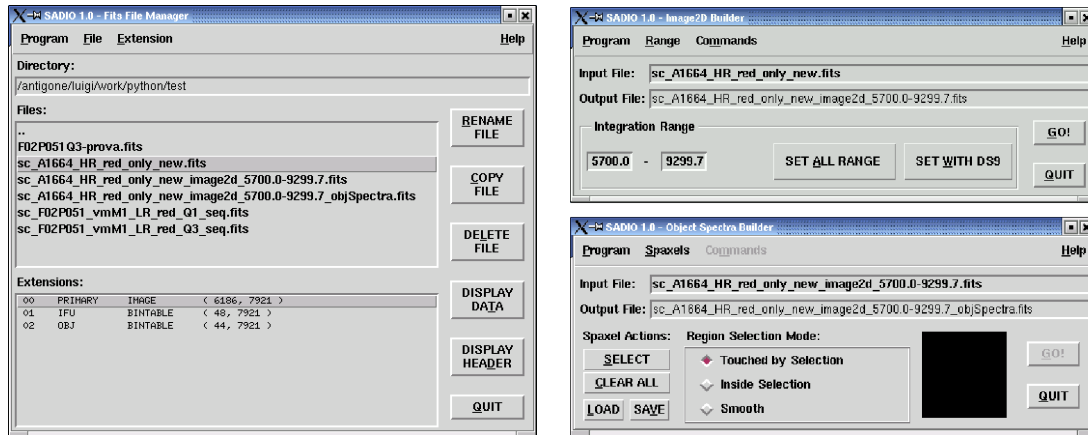 SADIO 1.0 - Fits File Manager
Program File Extension Help
Directory:
/antigone/luigi/work/python/test
Files:
..
F02P051Q3-prova.fits
sc_A1664_HR_red_only_new.fits
sc_A1664_HR_red_only_new_image2d_5700.0-9299.7.fits
sc_A1664_HR_red_only_new_image2d_5700.0-9299.7_objSpectra.fits
sc_F02P051_vmM1_LR_red_Q1_seq.fits
sc_F02P051_vmM1_LR_red_Q3_seq.fits
RENAME
FILE
COPY
FILE
DELETE
FILE
Extensions:
00 PRIMARY IMAGE ( 6186, 7921 )
01 IFU BINTABLE ( 48, 7921 )
02 OBJ BINTABLE ( 44, 7921 )
DISPLAY
DATA
DISPLAY
HEADER
QUIT
SADIO 1.0 - Image2D Builder
Program Range Commands Help
Input File: sc_A1664_HR_red_only_new.fits
Output File: sc_A1664_HR_red_only_new_image2d_5700.0-9299.7.fits
Integration Range
5700.0 - 9299.7 SET ALL RANGE SET WITH DS9
GO!
QUIT
SADIO 1.0 - Object Spectra Builder
Program Spaxels Commands Help
Input File: sc_A1664_HR_red_only_new_image2d_5700.0-9299.7.fits
Output File: sc_A1664_HR_red_only_new_image2d_5700.0-9299.7_objSpectra.fits
Spaxel Actions: Region Selection Mode:
SELECT Touched by Selection
CLEAR ALL Inside Selection
LOAD SAVE Smooth
GO!
QUIT